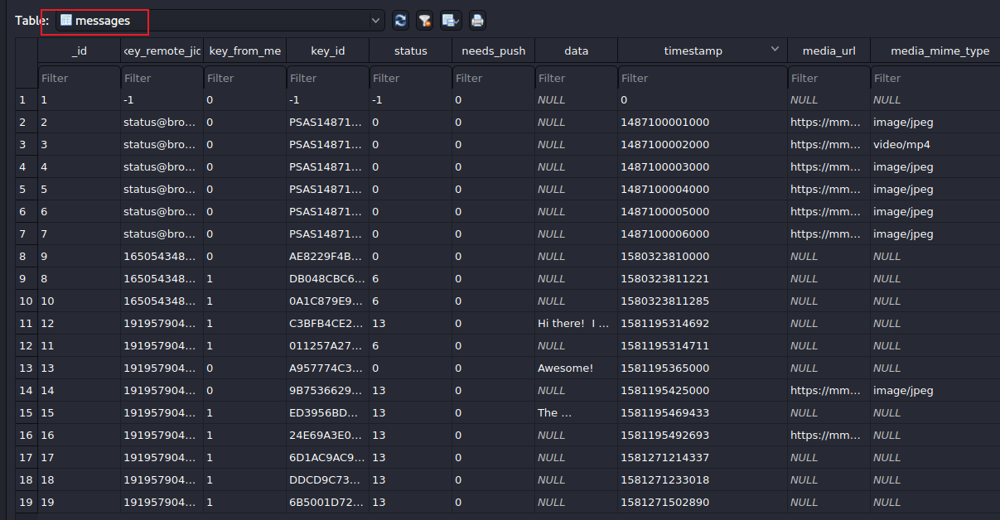 Table: messages
_id key_remote_jic key_from_me key_id status needs_push data timestamp media_url media_mime_type
Filter Filter Filter Filter Filter Filter Filter Filter Filter Filter
1 1 -1 0 -1 -1 0 NULL 0 NULL NULL
2 2 status@bro... 0 PSAS14871... 0 0 NULL 1487100001000 https://mm... image/jpeg
3 3 status@bro... 0 PSAS14871... 0 0 NULL 1487100002000 https://mm... video/mp4
4 4 status@bro... 0 PSAS14871... 0 0 NULL 1487100003000 https://mm... image/jpeg
5 5 status@bro... 0 PSAS14871... 0 0 NULL 1487100004000 https://mm... image/jpeg
6 6 status@bro... 0 PSAS14871... 0 0 NULL 1487100005000 https://mm... image/jpeg
7 7 status@bro... 0 PSAS14871... 0 0 NULL 1487100006000 https://mm... image/jpeg
8 9 165054348... 0 AE8229F4B... 0 0 NULL 1580323810000 NULL NULL
9 8 165054348... 1 DB048CBC6... 6 0 NULL 1580323811221 NULL NULL
10 10 165054348... 1 0A1C879E9... 6 0 NULL 1580323811285 NULL NULL
11 12 191957904... 1 C3BFB4CE2... 13 0 Hi there! I ... 1581195314692 NULL NULL
12 11 191957904... 1 011257A27... 6 0 NULL 1581195314711 NULL NULL
13 13 191957904... 0 A957774C3... 0 0 Awesome! 1581195365000 NULL NULL
14 14 191957904... 0 9B7536629... 13 0 NULL 1581195425000 https://mm... image/jpeg
15 15 191957904... 1 ED3956BD... 13 0 The ... 1581195469433 NULL NULL
16 16 191957904... 1 24E69A3E0... 13 0 NULL 1581195492693 https://mm... NULL
17 17 191957904... 1 6D1AC9AC9... 13 0 NULL 1581271214337 NULL NULL
18 18 191957904... 1 DDCD9C73... 13 0 NULL 1581271233018 NULL NULL
19 19 191957904... 1 6B5001D72... 13 0 NULL 1581271502890 NULL NULL